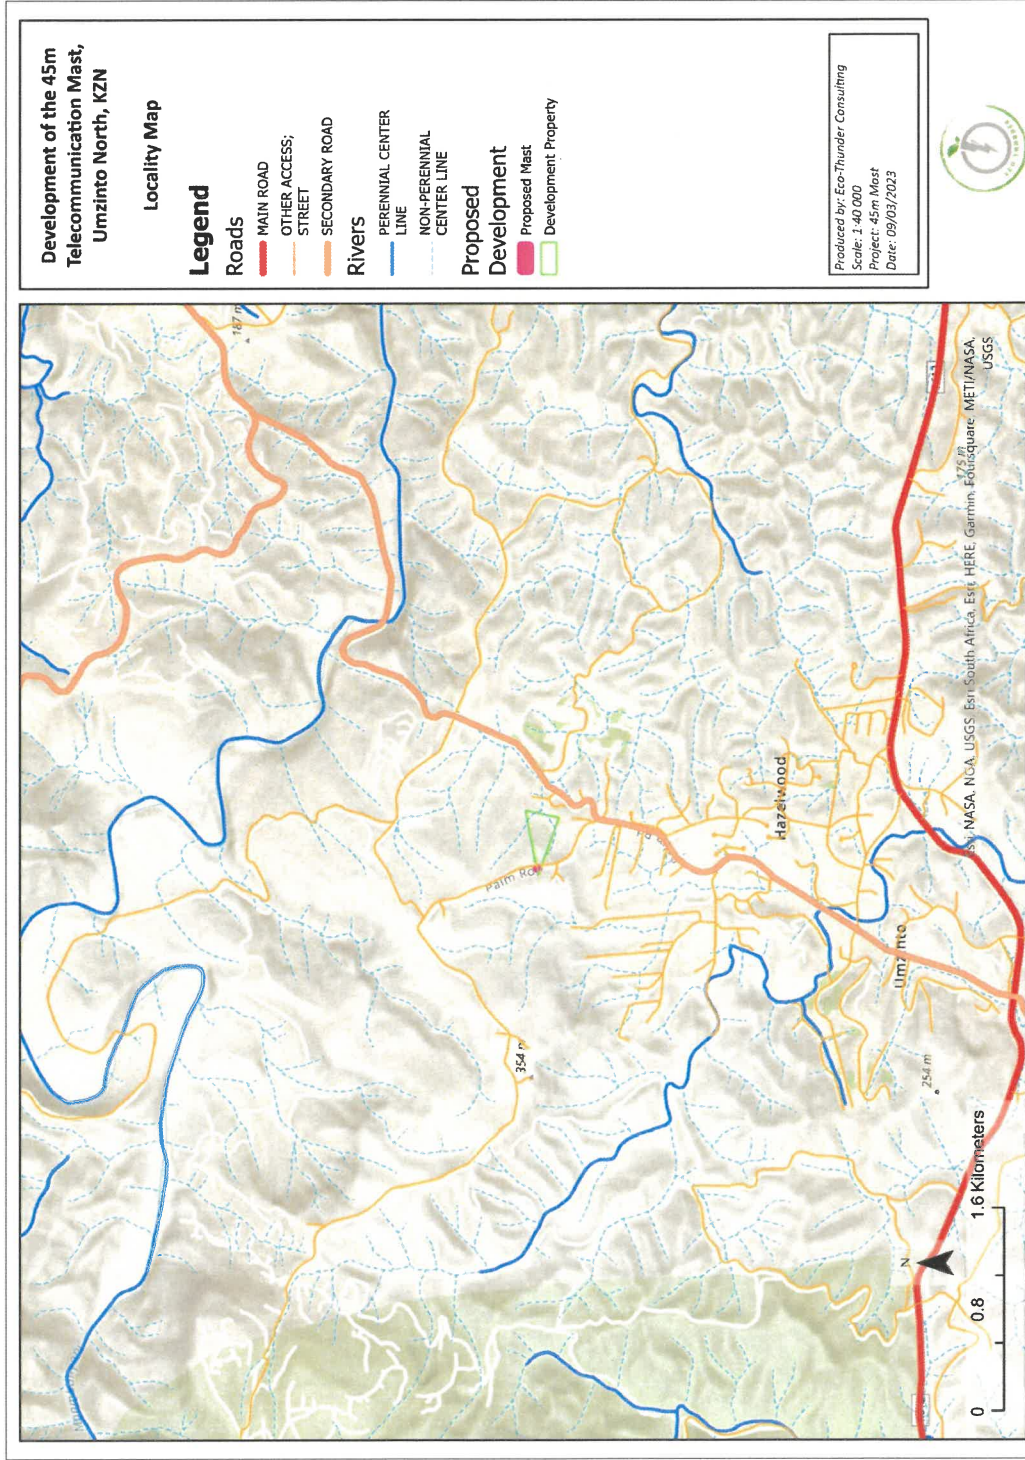 Development of the 45m
Telecommunication Mast,
Umzinto North, KZN
Locality Map
Legend
Roads
MAIN ROAD
OTHER ACCESS;
STREET
SECONDARY ROAD
Rivers
PERENNIAL CENTER
LINE
NON-PERENNIAL
CENTER LINE
Proposed
Development
Proposed Mast
Development Property
Produced by: Eco-Thunder Consulting
Scale: 1:40 000
Project: 45m Mast
Date: 09/03/2023
187 m
Palm Ro
354 m
Hazelwood
Umzinto
254 m
175 m
N
0 0.8 1.6 Kilometers
Esri, NASA, NGA, USGS, Esri South Africa, Esri, HERE, Garmin, Foursquare, METI/NASA,
USGS